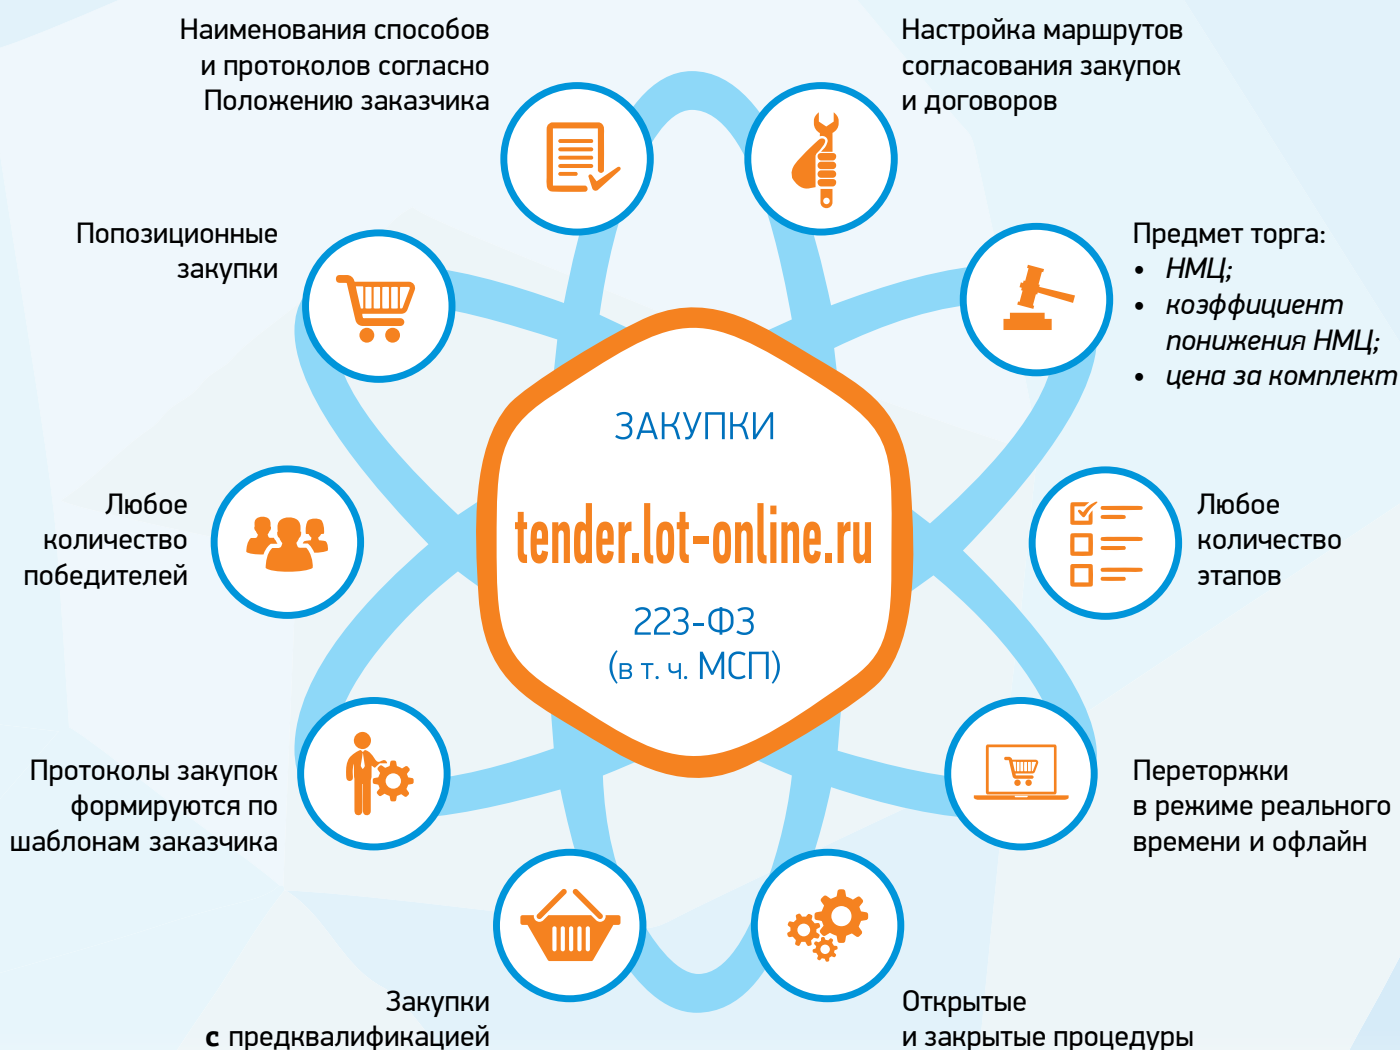 Наименования способов
и протоколов согласно
Положению заказчика
Настройка маршрутов
согласования закупок
и договоров
Попозиционные
закупки
Предмет торга:
• НМЦ;
• коэффициент
понижения НМЦ;
• цена за комплект
ЗАКУПКИ
tender.lot-online.ru
223-ФЗ
(в т. ч. МСП)
Любое
количество
победителей
Любое
количество
этапов
Протоколы закупок
формируются по
шаблонам заказчика
Переторжки
в режиме реального
времени и офлайн
Закупки
с предквалификацией
Открытые
и закрытые процедуры